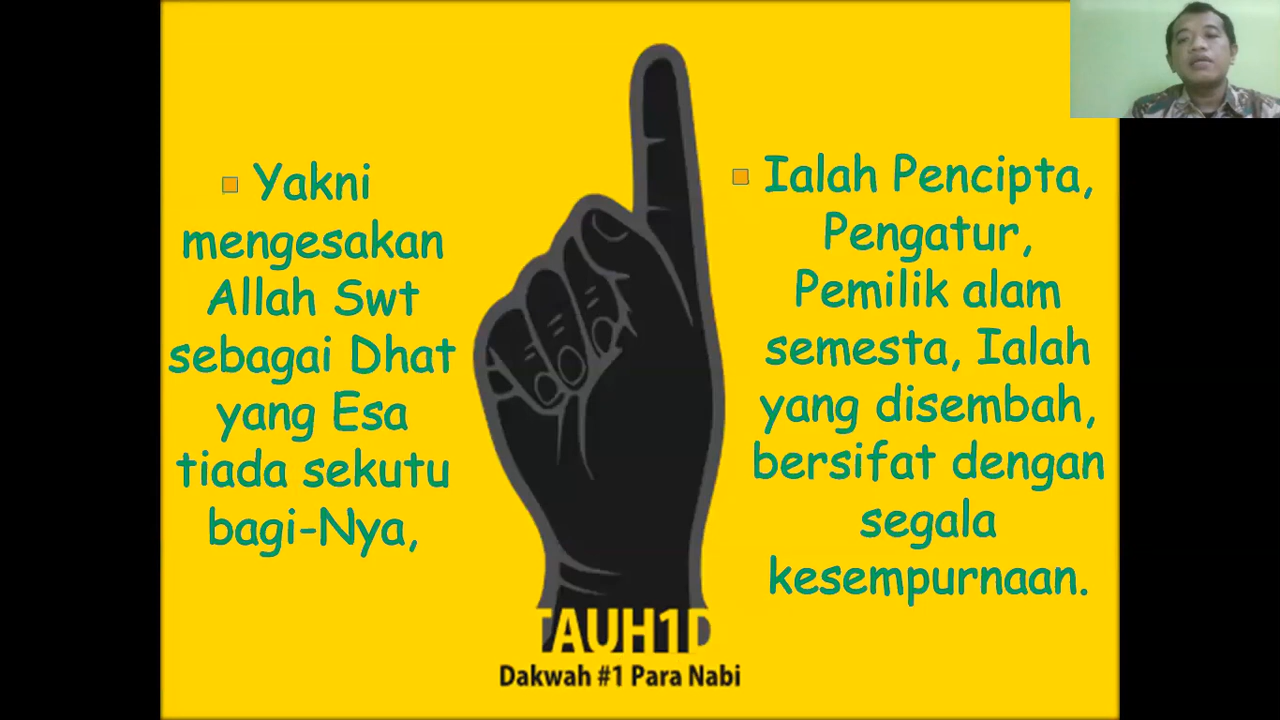 Yakni
mengesakan
Allah Swt
sebagai Dhat
yang Esa
tiada sekutu
bagi-Nya,
Ialah Pencipta,
Pengatur,
Pemilik alam
semesta, Ialah
yang disembah,
bersifat dengan
segala
kesempurnaan.
TAUH1D
Dakwah #1 Para Nabi